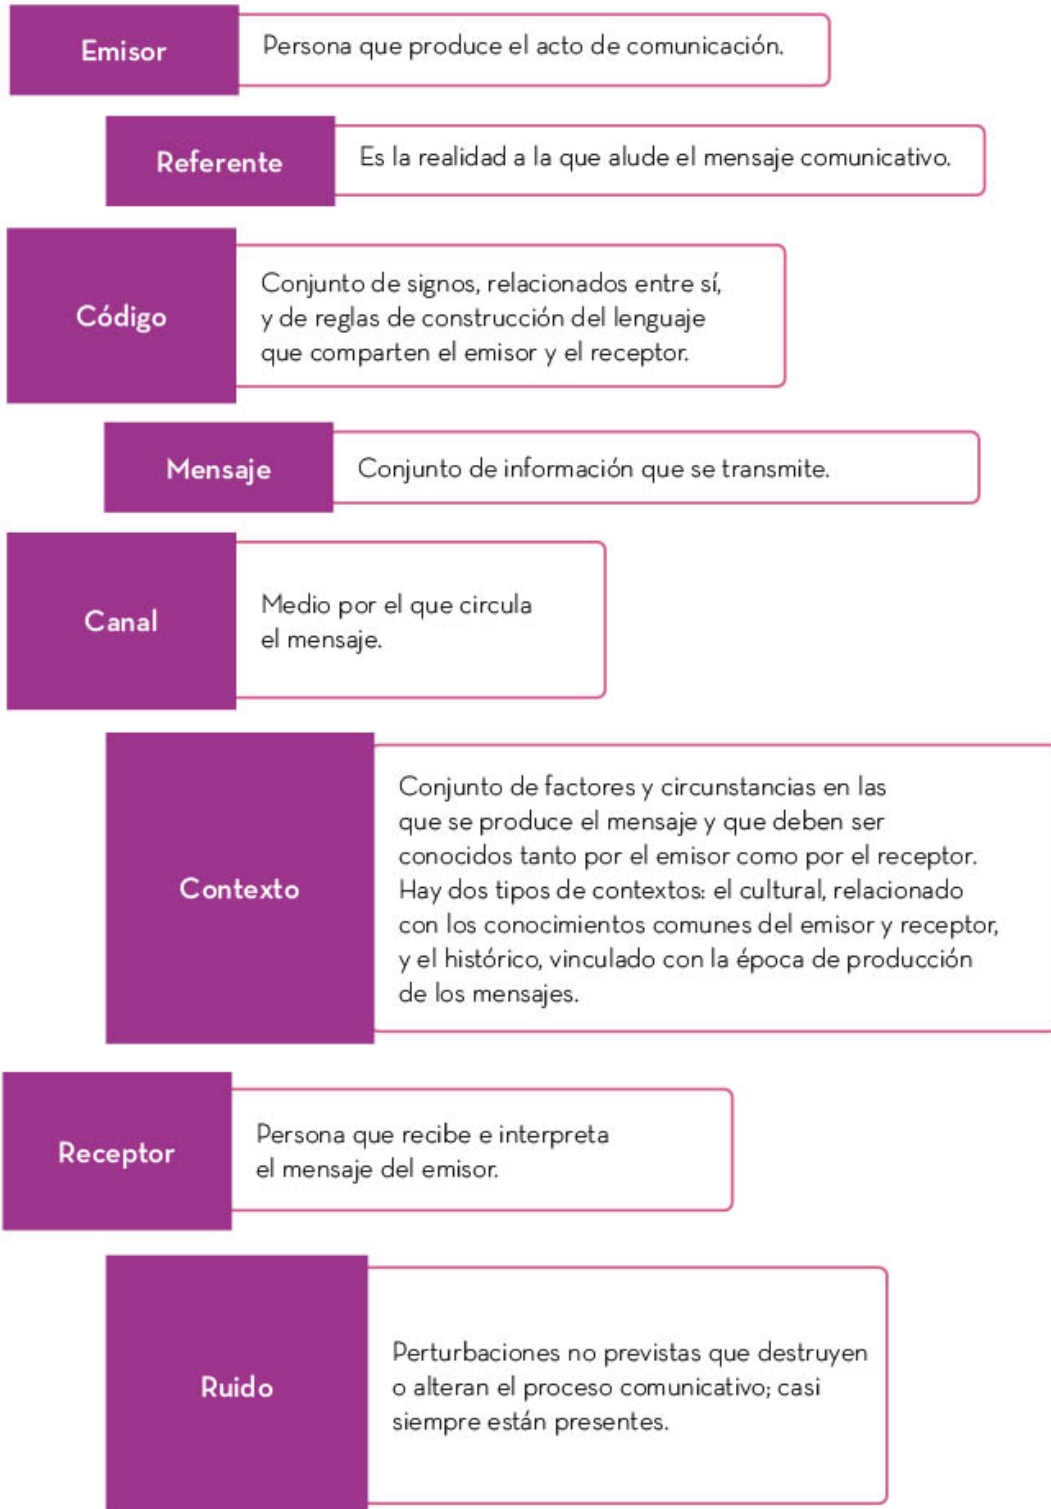 Emisor
Persona que produce el acto de comunicación.
Referente
Es la realidad a la que alude el mensaje comunicativo.
Código
Conjunto de signos, relacionados entre sí,
y de reglas de construcción del lenguaje
que comparten el emisor y el receptor.
Mensaje
Conjunto de información que se transmite.
Canal
Medio por el que circula
el mensaje.
Contexto
Conjunto de factores y circunstancias en las
que se produce el mensaje y que deben ser
conocidos tanto por el emisor como por el receptor.
Hay dos tipos de contextos: el cultural, relacionado
con los conocimientos comunes del emisor y receptor,
y el histórico, vinculado con la época de producción
de los mensajes.
Receptor
Persona que recibe e interpreta
el mensaje del emisor.
Ruido
Perturbaciones no previstas que destruyen
o alteran el proceso comunicativo; casi
siempre están presentes.